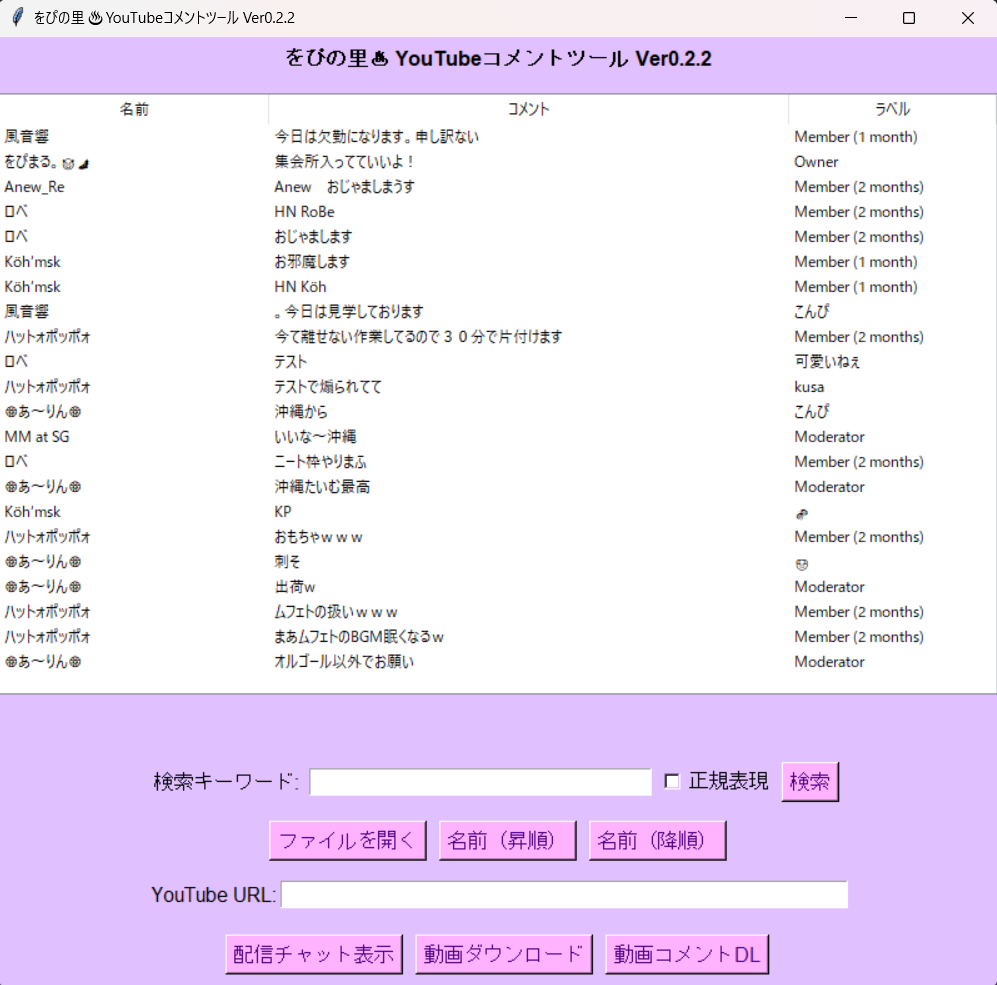 をぴの里♨YouTubeコメントツール Ver0.2.2
をぴの里♨ YouTubeコメントツール Ver0.2.2
名前 コメント ラベル
風音響 今日は欠勤になります。申し訳ない Member (1 month)
をぴまる。 集会所入ってていいよ！ Owner
Anew_Re Anew　おじゃましまうす Member (2 months)
ロベ HN RoBe Member (2 months)
ロベ おじゃまします Member (2 months)
Köh'msk お邪魔します Member (1 month)
Köh'msk HN Köh Member (1 month)
風音響 。今日は見学しております こんぴ
ハットォポッポォ 今て離せない作業してるので３０分で片付けます Member (2 months)
ロベ テスト 可愛いねぇ
ハットォポッポォ テストで煽られてて kusa
🏵あ〜りん🏵 沖縄から こんぴ
MM at SG いいな〜沖縄 Moderator
ロベ ニート枠やりまふ Member (2 months)
🏵あ〜りん🏵 沖縄たいむ最高 Moderator
Köh'msk KP
ハットォポッポォ おもちゃｗｗｗ Member (2 months)
🏵あ〜りん🏵 刺そ
🏵あ〜りん🏵 出荷w Moderator
ハットォポッポォ ムフェトの扱いｗｗｗ Member (2 months)
ハットォポッポォ まあムフェトのBGM眠くなるｗ Member (2 months)
🏵あ〜りん🏵 オルゴール以外でお願い Moderator
検索キーワード: 正規表現 検索
ファイルを開く 名前（昇順） 名前（降順）
YouTube URL:
配信チャット表示 動画ダウンロード 動画コメントDL